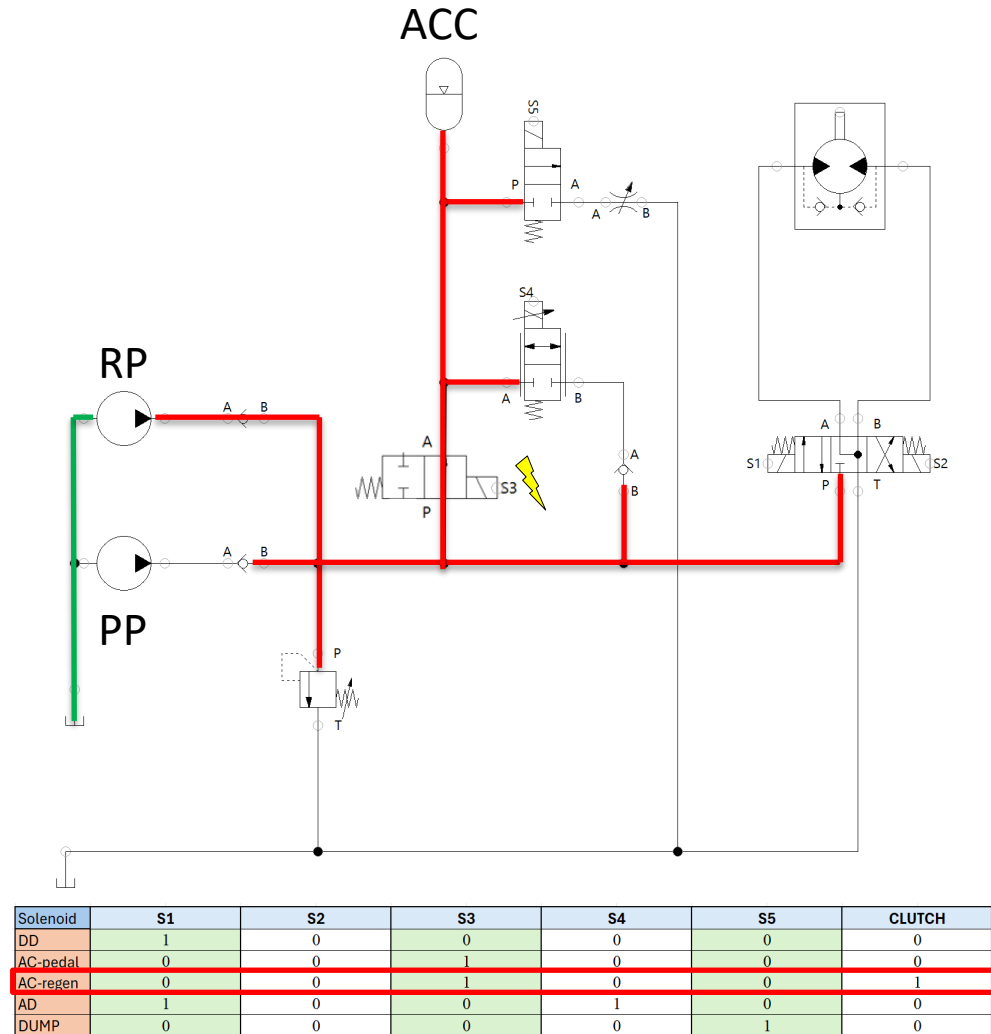 ACC
S5
P A
A B
S4
A B
RP
A B
A
S3
P
A
B
A B
S1 S2
P T
A B
PP
P
T
Solenoid S1 S2 S3 S4 S5 CLUTCH
DD 1 0 0 0 0 0
AC-pedal 0 0 1 0 0 0
AC-regen 0 0 1 0 0 1
AD 1 0 0 1 0 0
DUMP 0 0 0 0 1 0